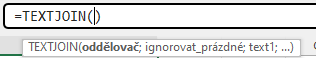 =TEXTJOIN()
TEXTJOIN(oddělovač; ignorovat_prázdné; text1; ...)